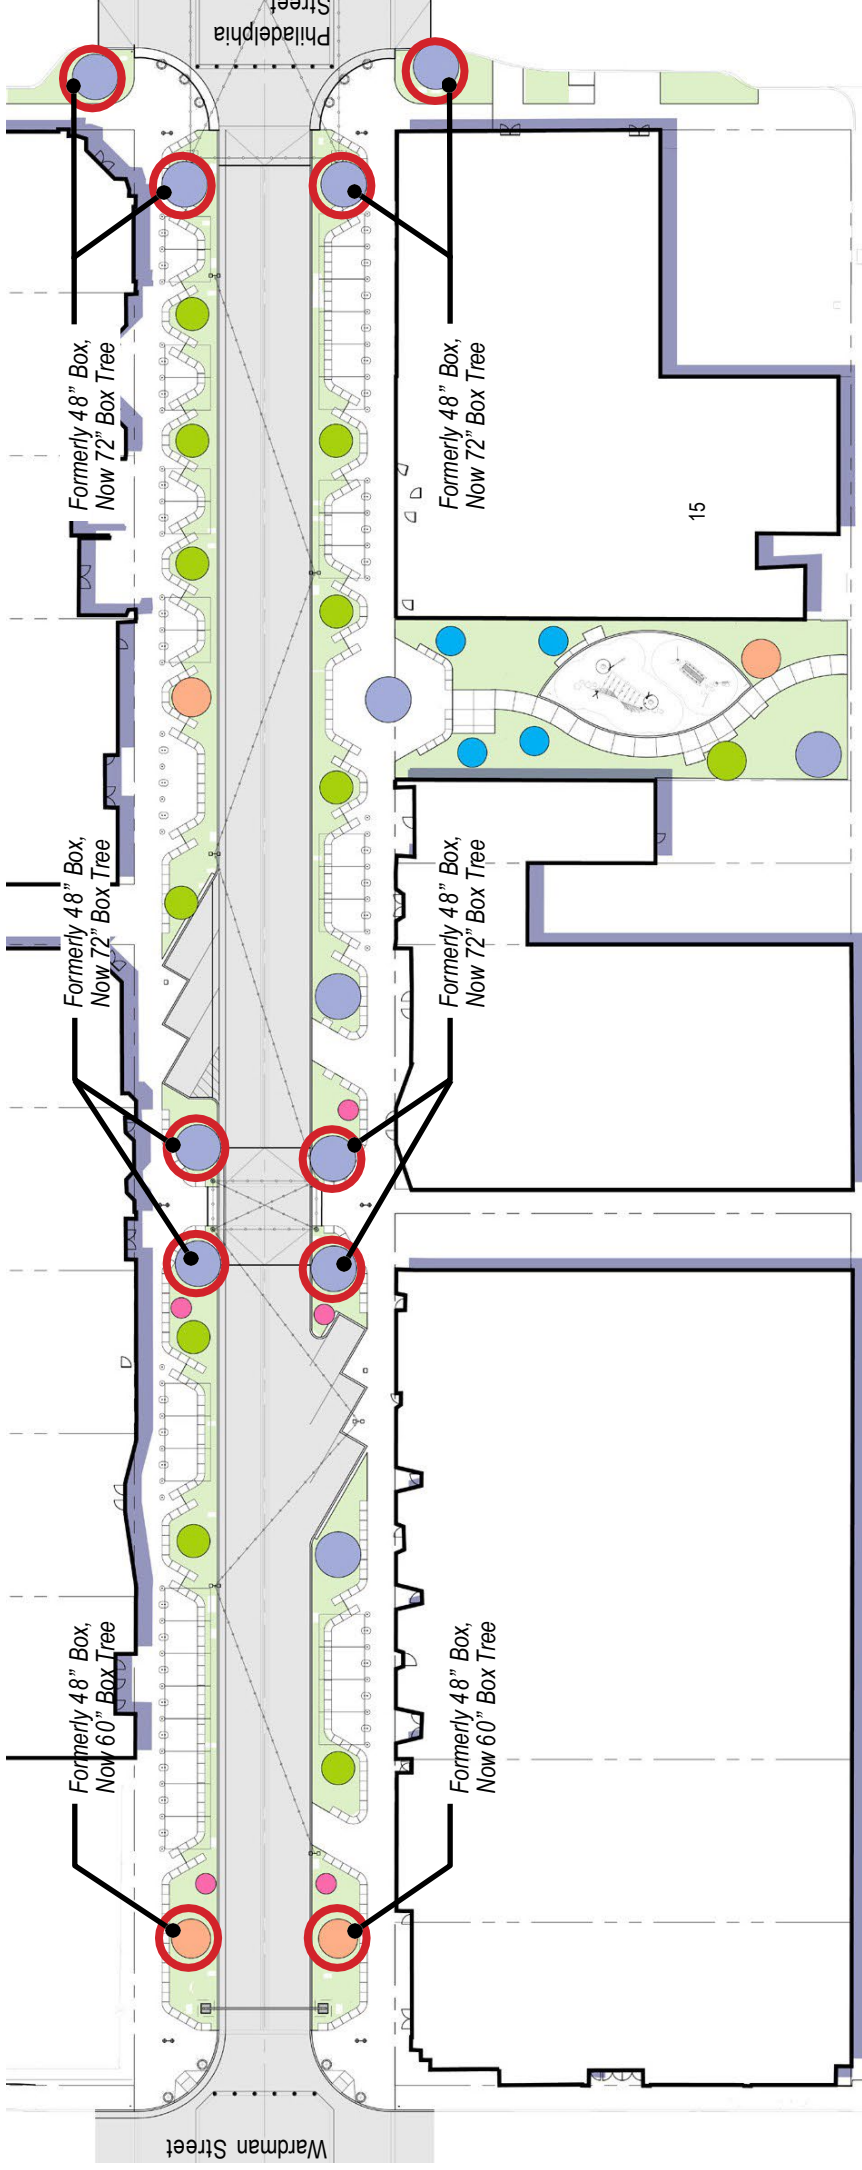 Philadelphia
Street
Formerly 48” Box,
Now 72” Box Tree
Formerly 48” Box,
Now 72” Box Tree
15
Formerly 48” Box,
Now 72” Box Tree
Formerly 48” Box,
Now 72” Box Tree
Formerly 48” Box,
Now 60” Box Tree
Formerly 48” Box,
Now 60” Box Tree
Wardman Street